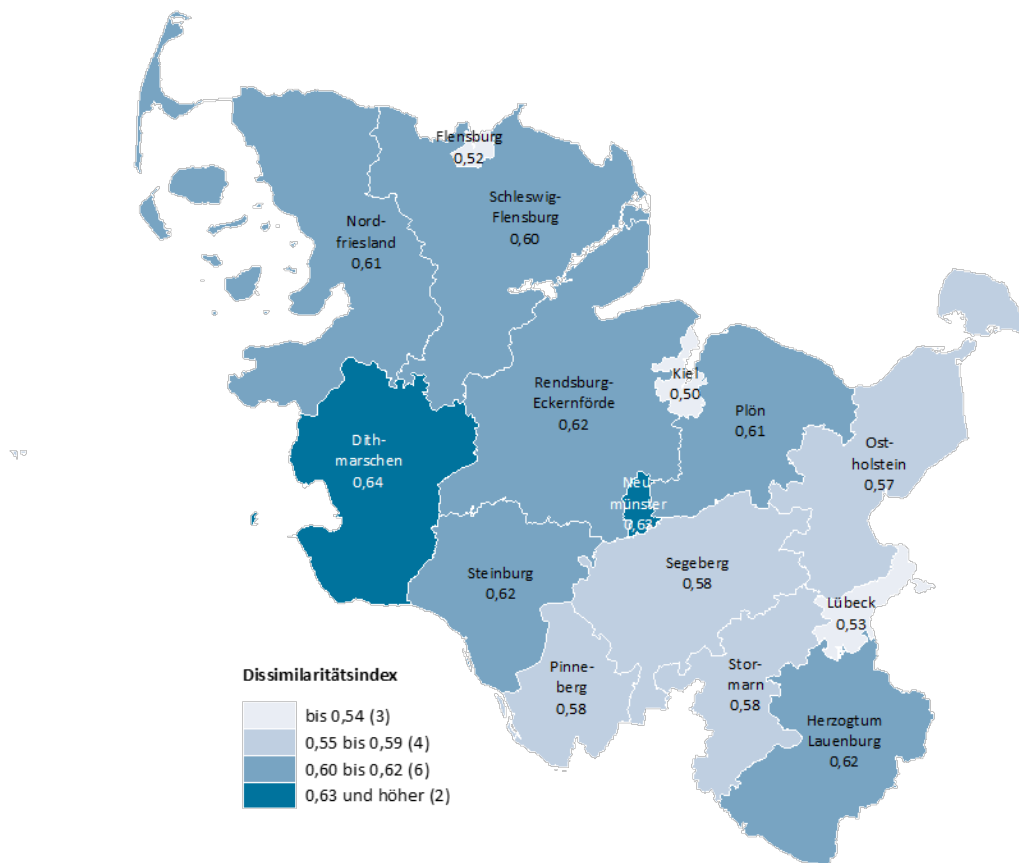 Flensburg
0,52
Schleswig-
Flensburg
0,60
Nord-
friesland
0,61
Kiel
0,50
Rendsburg-
Eckernförde
0,62
Plön
0,61
Ost-
holstein
0,57
Dith-
marschen
0,64
Neu-
münster
0,63
Segeberg
0,58
Steinburg
0,62
Lübeck
0,53
Pinne-
berg
0,58
Stor-
marn
0,58
Herzogtum
Lauenburg
0,62
Dissimilaritätsindex
bis 0,54 (3)
0,55 bis 0,59 (4)
0,60 bis 0,62 (6)
0,63 und höher (2)